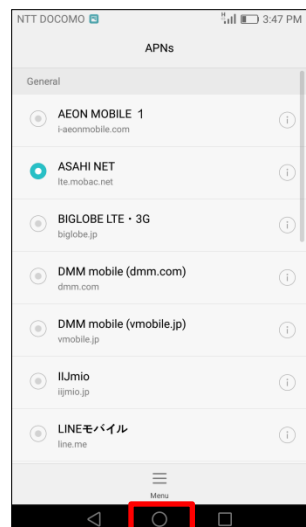 NTT DOCOMO H 3:47 PM
APNs
General
AEON MOBILE 1
i-aeonmobile.com
ASAHI NET
lte.mobac.net
BIGLOBE LTE・3G
biglobe.jp
DMM mobile (dmm.com)
dmm.com
DMM mobile (vmobile.jp)
vmobile.jp
IIJmio
iijmio.jp
LINEモバイル
line.me
Menu